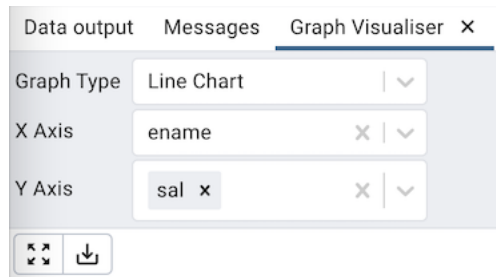 Data output Messages Graph Visualiser ×
Graph Type Line Chart
X Axis ename
Y Axis sal ×